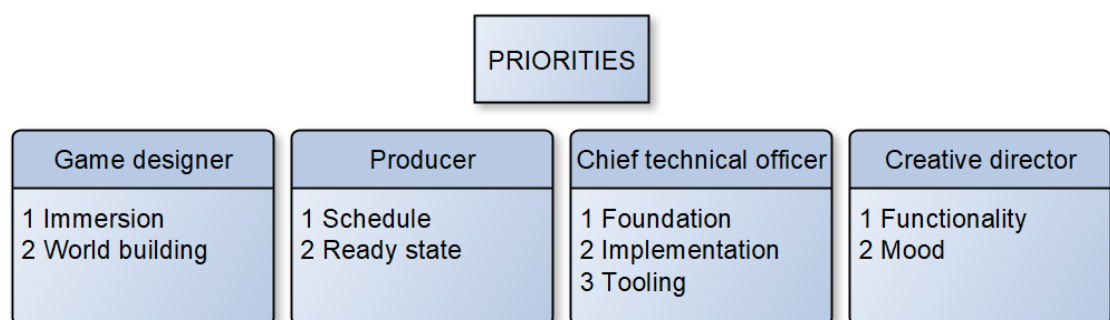 PRIORITIES
Game designer
1 Immersion
2 World building
Producer
1 Schedule
2 Ready state
Chief technical officer
1 Foundation
2 Implementation
3 Tooling
Creative director
1 Functionality
2 Mood